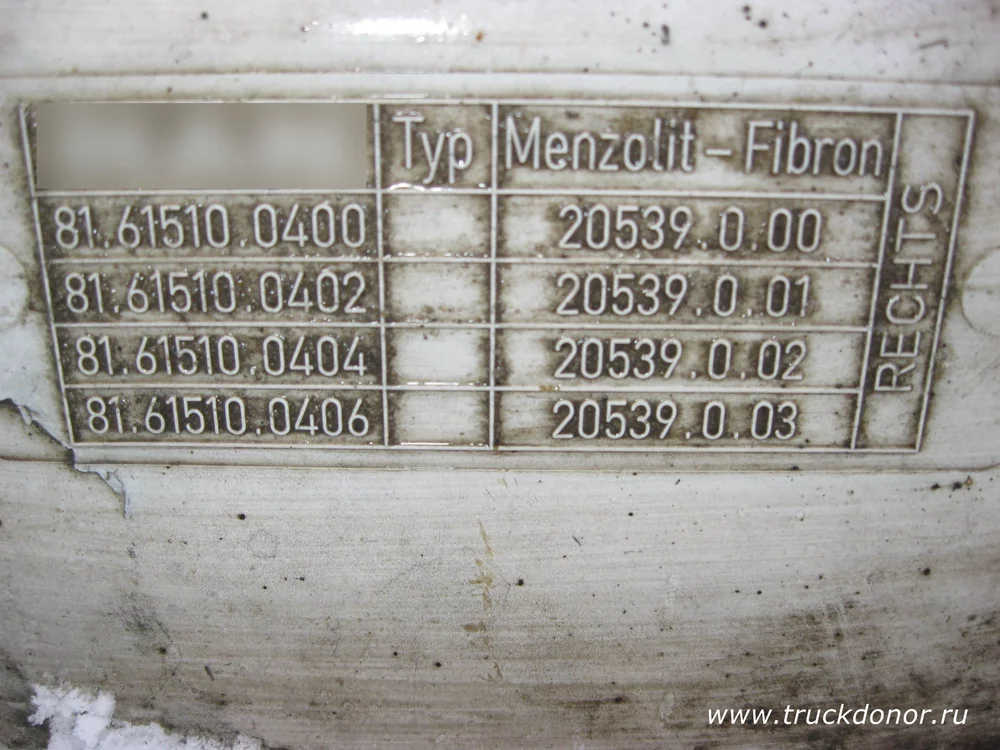 Typ Menzolit-Fibron
81.61510.0400 20539.0.00
81.61510.0402 20539.0.01
81.61510.0404 20539.0.02
81.61510.0406 20539.0.03
RECHTS
www.truckdonor.ru